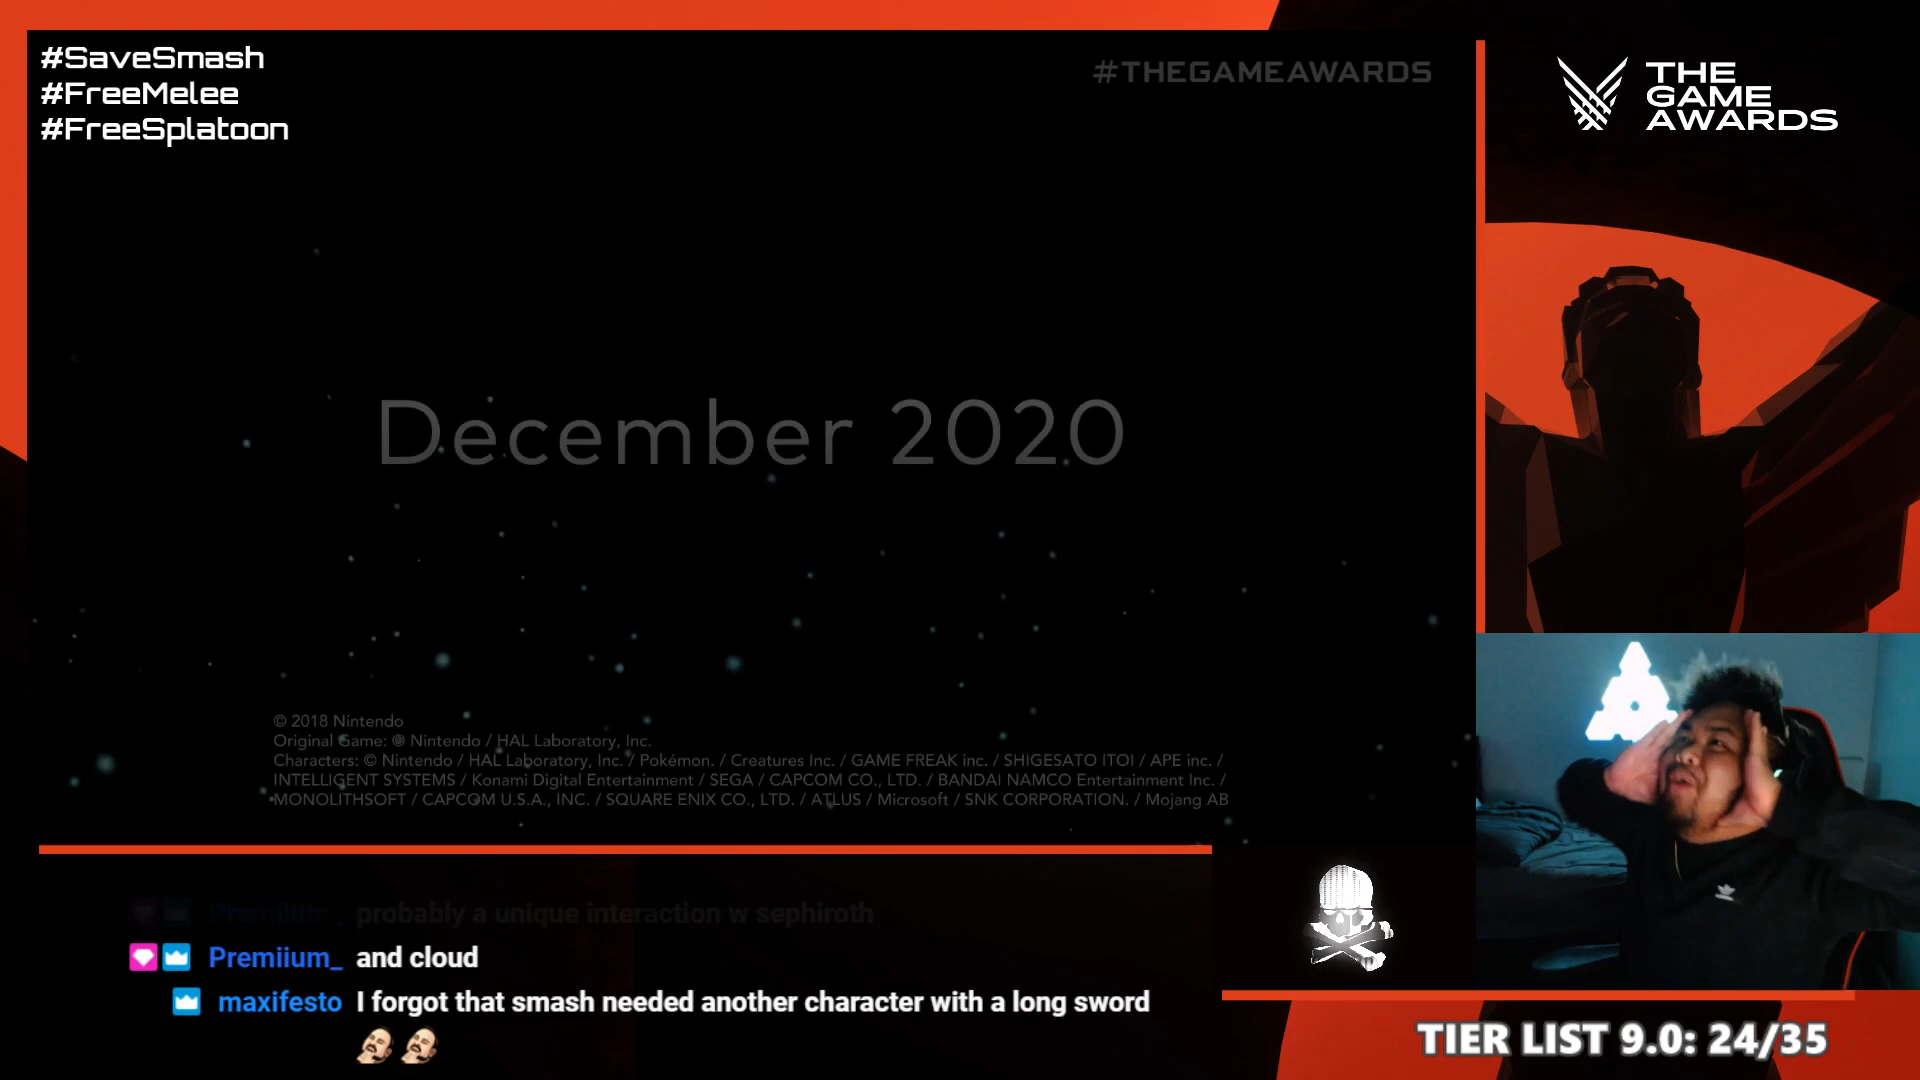 #SaveSmash
#FreeMelee
#FreeSplatoon
#THEGAMEAWARDS
THE
GAME
AWARDS
December 2020
© 2018 Nintendo
Original Game: © Nintendo / HAL Laboratory, Inc.
Characters: © Nintendo / HAL Laboratory, Inc. / Pokémon. / Creatures Inc. / GAME FREAK inc. / SHIGESATO ITOI / APE inc. /
INTELLIGENT SYSTEMS / Konami Digital Entertainment / SEGA / CAPCOM CO., LTD. / BANDAI NAMCO Entertainment Inc. /
MONOLITHSOFT / CAPCOM U.S.A., INC. / SQUARE ENIX CO., LTD. / ATLUS / Microsoft / SNK CORPORATION. / Mojang AB
Premiium_ probably a unique interaction w sephiroth
Premiium_ and cloud
maxifesto I forgot that smash needed another character with a long sword
TIER LIST 9.0: 24/35